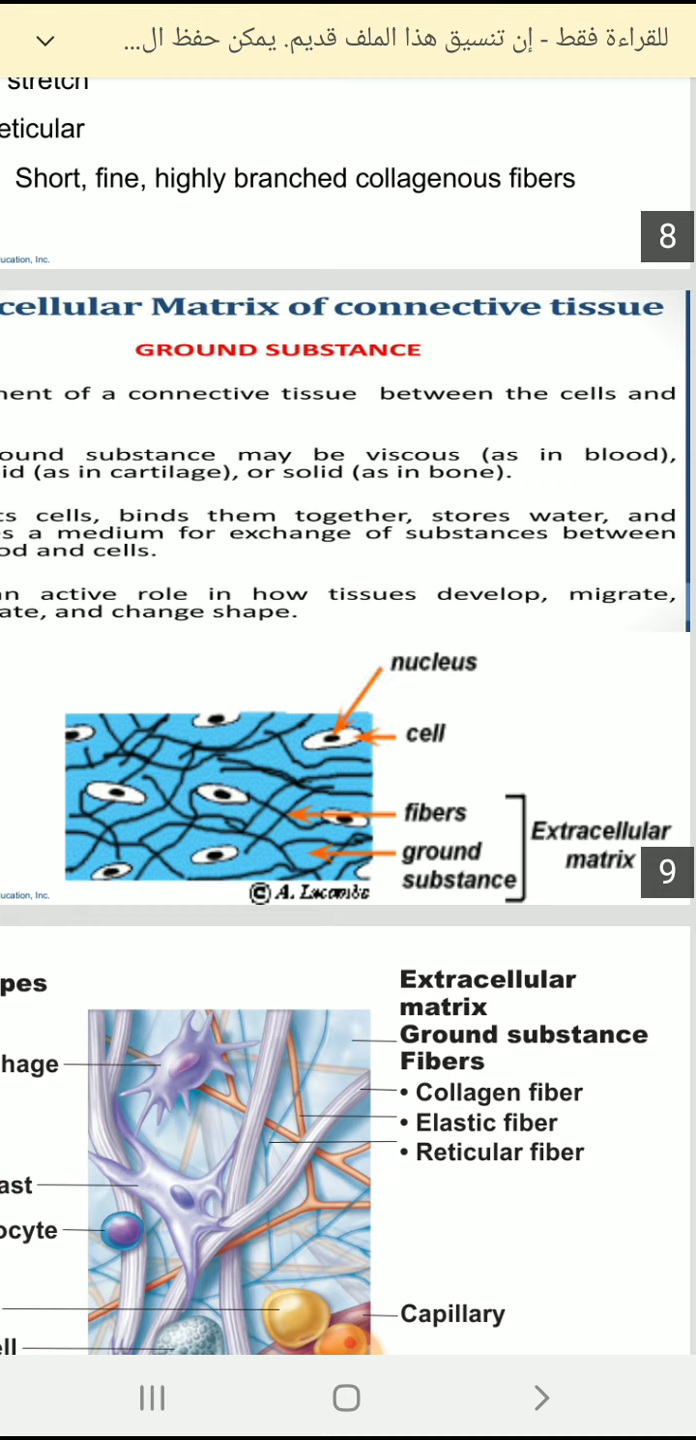 للقراءة فقط - إن تنسيق هذا الملف قديم. يمكن حفظ ال...
stretch
eticular
Short, fine, highly branched collagenous fibers
8
ucation, Inc.
cellular Matrix of connective tissue
GROUND SUBSTANCE
nent of a connective tissue between the cells and
ound substance may be viscous (as in blood),
id (as in cartilage), or solid (as in bone).
ts cells, binds them together, stores water, and
s a medium for exchange of substances between
od and cells.
an active role in how tissues develop, migrate,
ate, and change shape.
nucleus
cell
fibers
ground
substance
Extracellular
matrix
9
© A.
ucation, Inc.
pes
Extracellular
matrix
Ground substance
Fibers
hage
• Collagen fiber
• Elastic fiber
• Reticular fiber
ast
ocyte
Capillary
ell